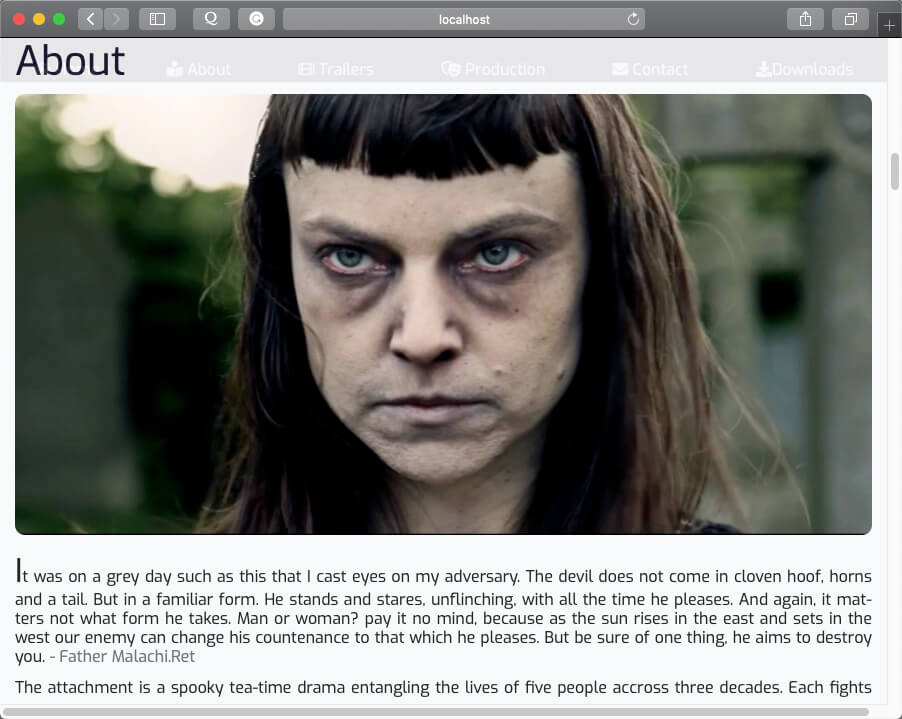 localhost
About
About
Trailers
Production
Contact
Downloads
It was on a grey day such as this that I cast eyes on my adversary. The devil does not come in cloven hoof, horns
and a tail. But in a familiar form. He stands and stares, unflinching, with all the time he pleases. And again, it mat-
ters not what form he takes. Man or woman? pay it no mind, because as the sun rises in the east and sets in the
west our enemy can change his countenance to that which he pleases. But be sure of one thing, he aims to destroy
you. - Father Malachi.Ret
The attachment is a spooky tea-time drama entangling the lives of five people accross three decades. Each fights